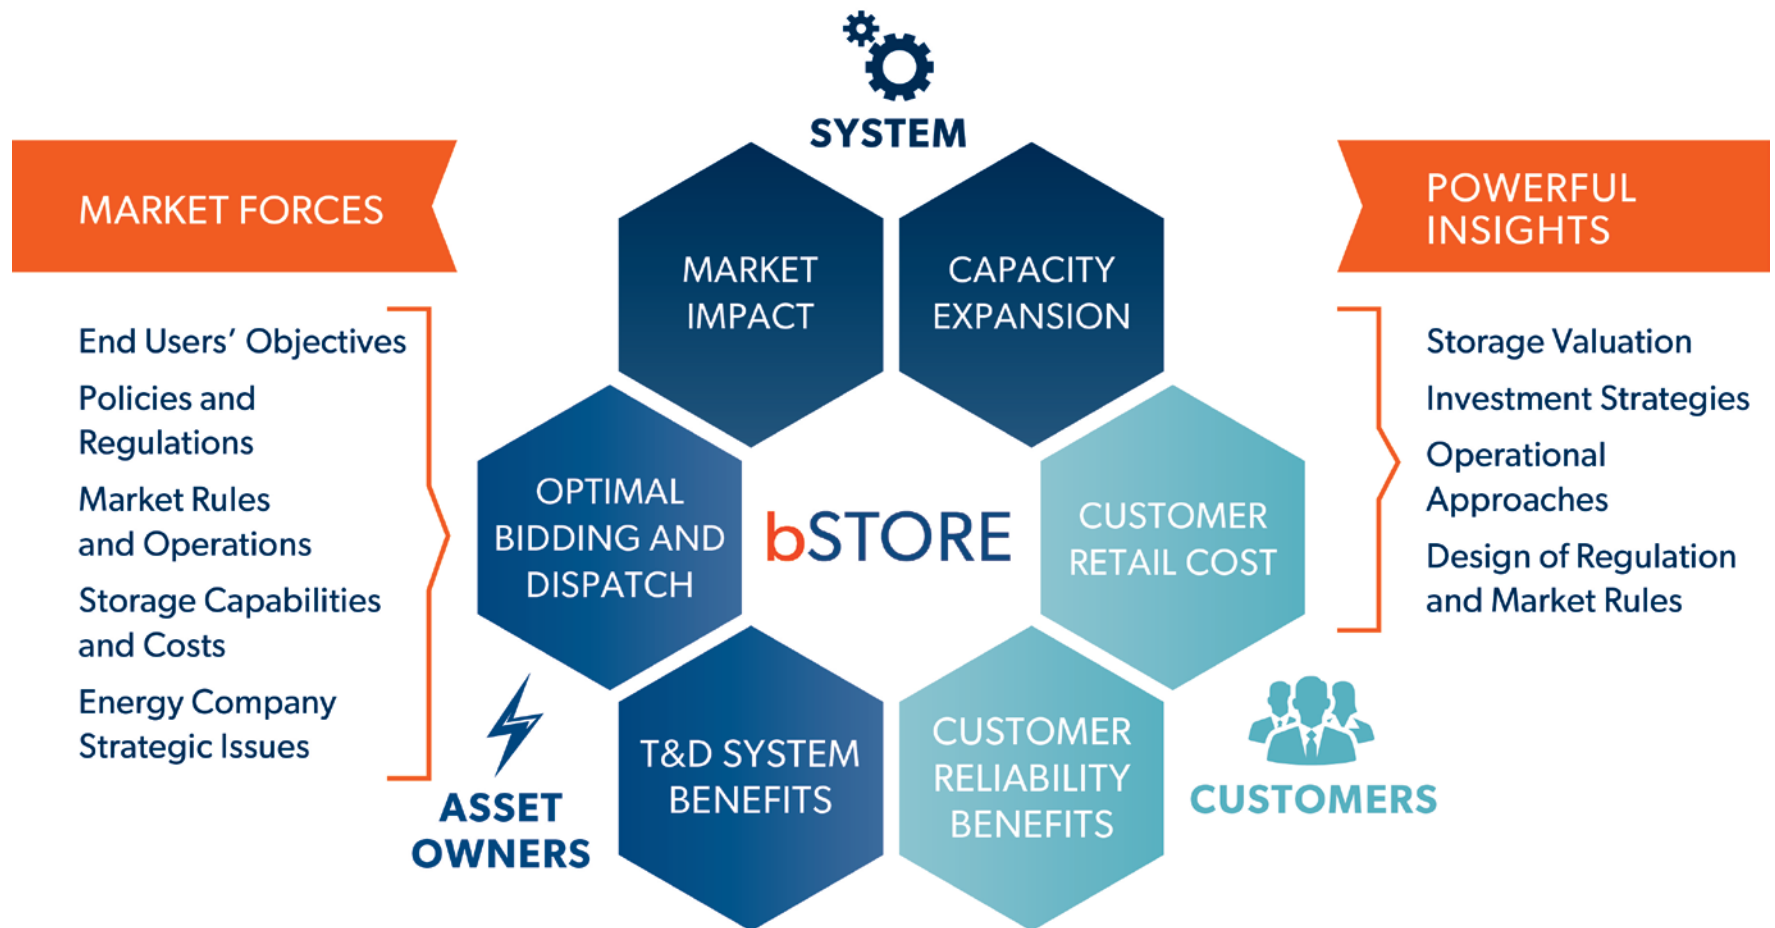 SYSTEM
MARKET FORCES
End Users’ Objectives
Policies and
Regulations
Market Rules
and Operations
Storage Capabilities
and Costs
Energy Company
Strategic Issues
MARKET
IMPACT
CAPACITY
EXPANSION
OPTIMAL
BIDDING AND
DISPATCH
bSTORE
CUSTOMER
RETAIL COST
T&D SYSTEM
BENEFITS
CUSTOMER
RELIABILITY
BENEFITS
ASSET
OWNERS
CUSTOMERS
POWERFUL
INSIGHTS
Storage Valuation
Investment Strategies
Operational
Approaches
Design of Regulation
and Market Rules